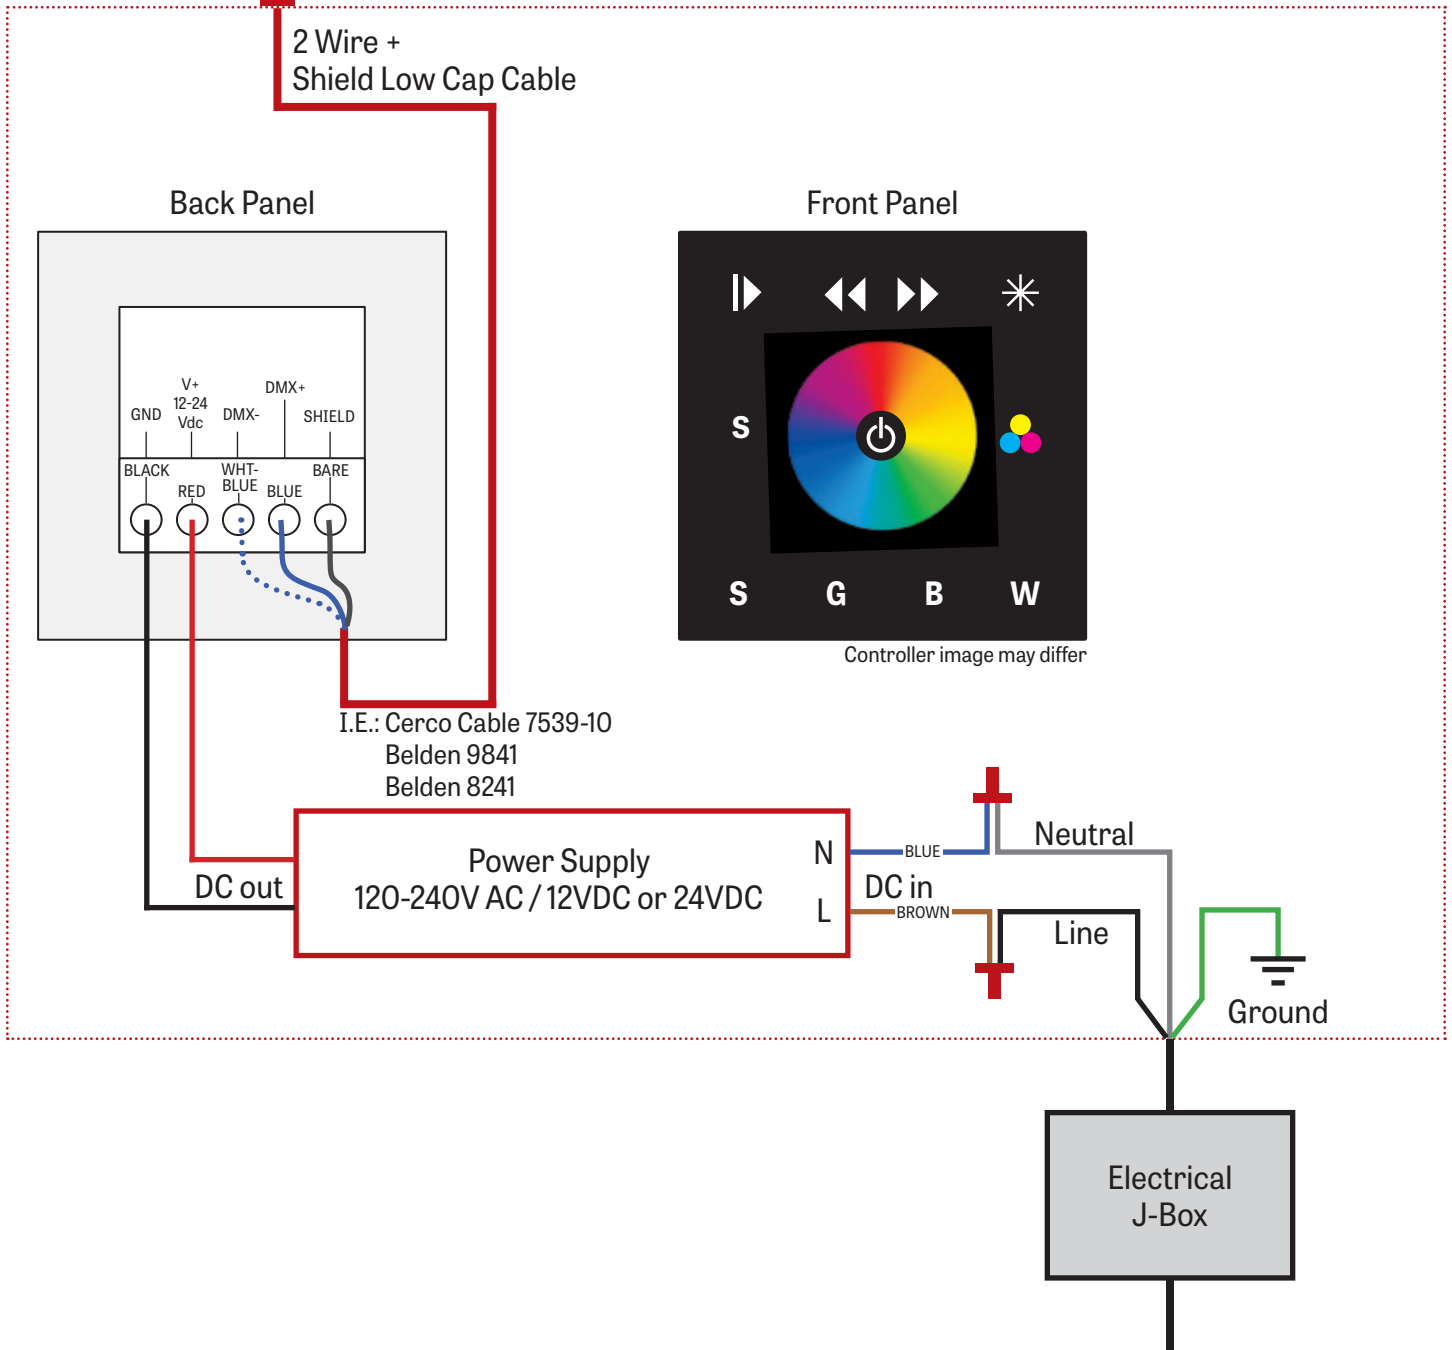 2 Wire +
Shield Low Cap Cable
Back Panel
Front Panel
V+
12-24
Vdc
GND
DMX-
DMX+
SHIELD
BLACK
RED
WHT-
BLUE
BLUE
BARE
S
S G B W
Controller image may differ
I.E.: Cerco Cable 7539-10
Belden 9841
Belden 8241
DC out
Power Supply
120-240V AC / 12VDC or 24VDC
N
L
BLUE
DC in
BROWN
Neutral
Line
Ground
Electrical
J-Box